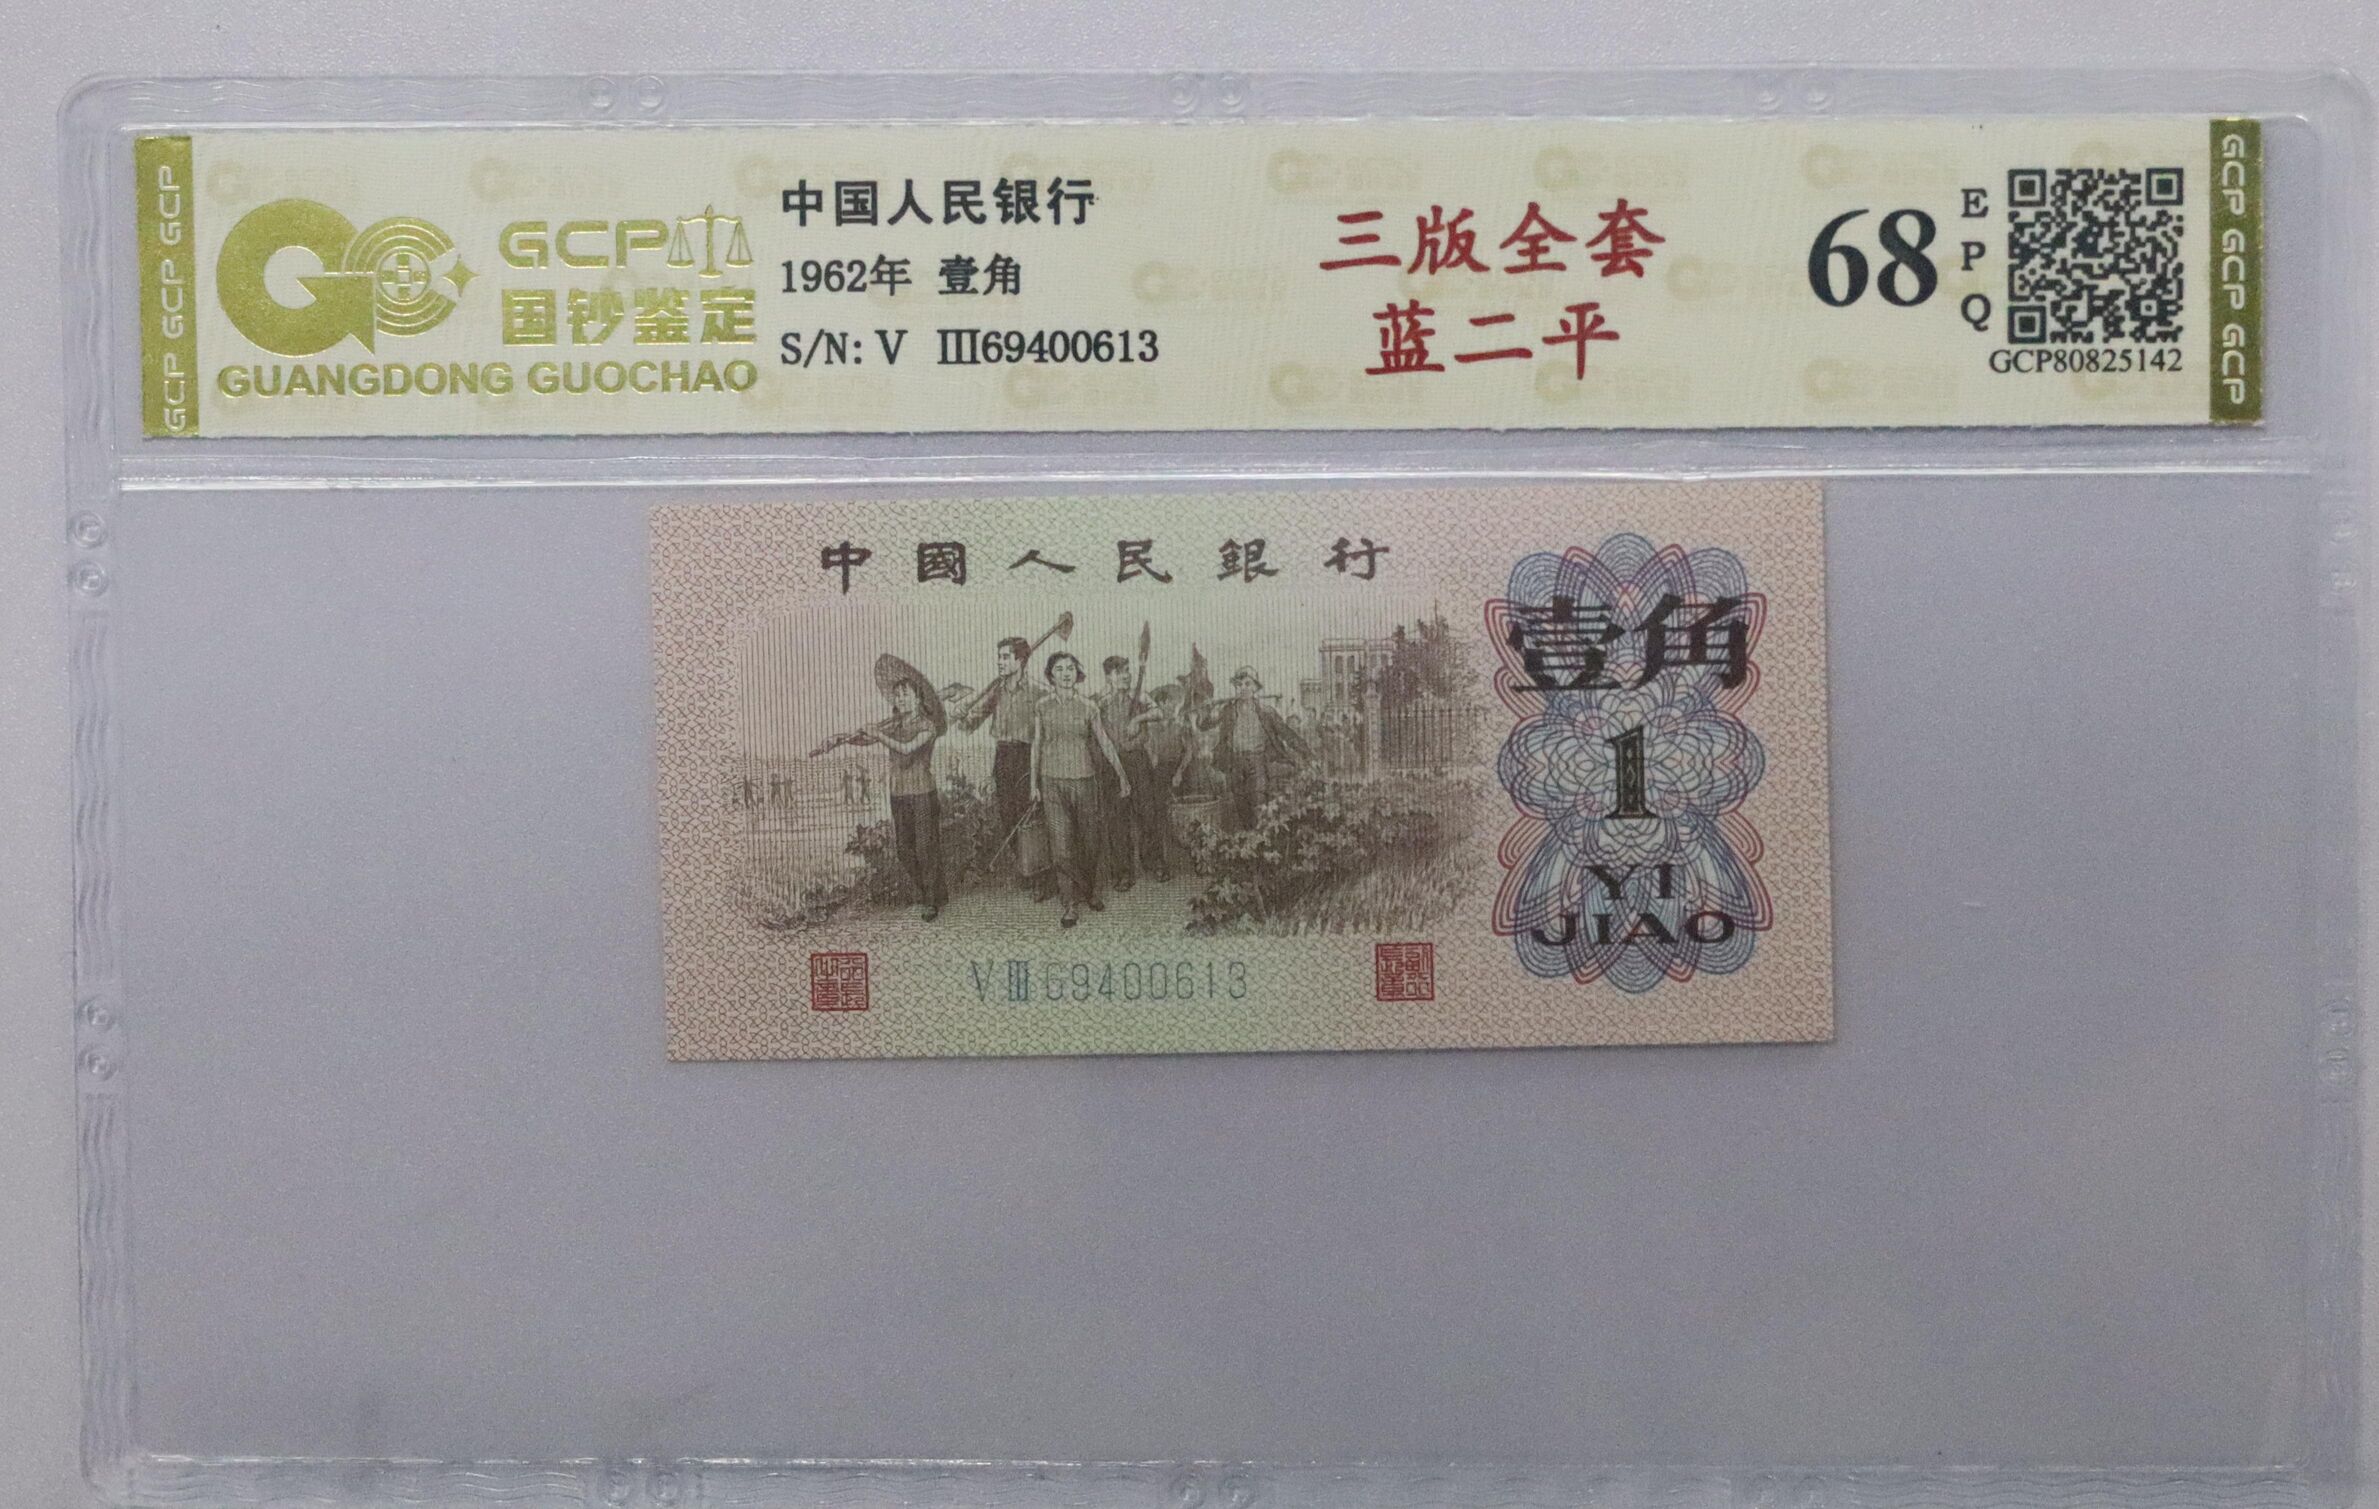 GCP GCP GCP
GCP
国钞鉴定
GUANGDONG GUOCHAO
中国人民银行
1962年 壹角
S/N: V Ⅲ69400613
三版全套
蓝二平
68
E
P
Q
GCP80825142
GCP GCP GCP
中國人民銀行
壹角
1
YI
JIAO
VⅢ69400613